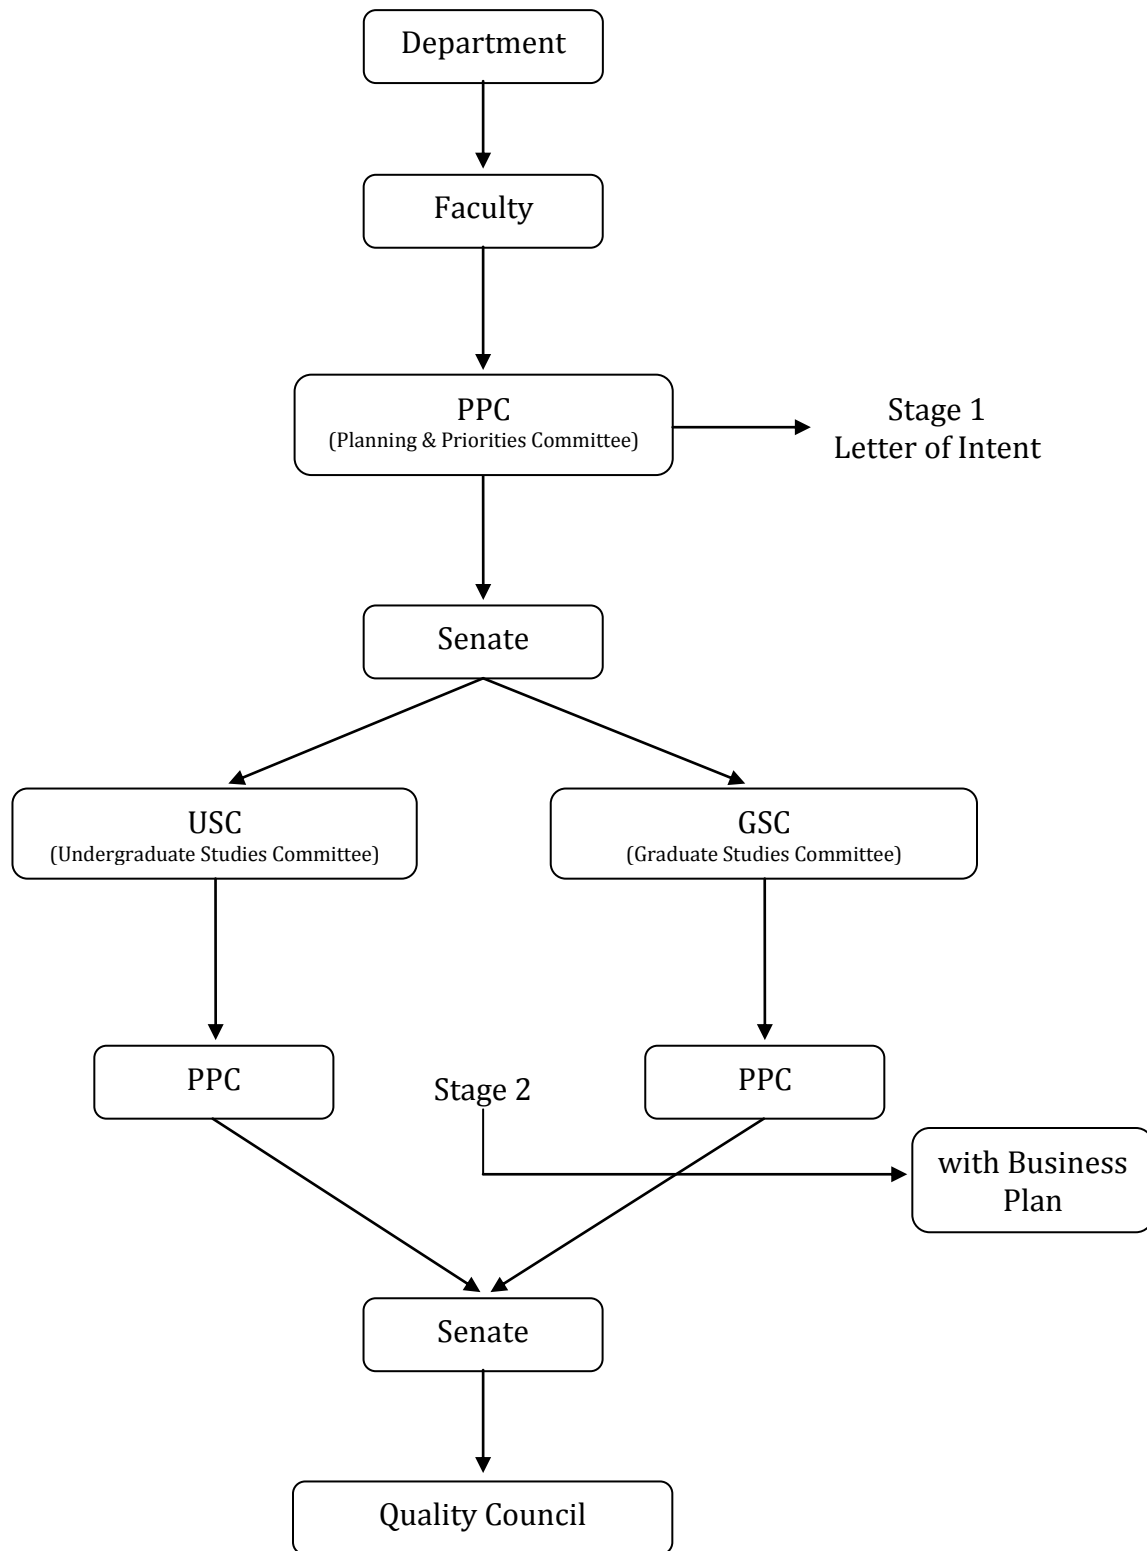 Department
Faculty
PPC
(Planning & Priorities Committee)
Stage 1
Letter of Intent
Senate
USC
(Undergraduate Studies Committee)
GSC
(Graduate Studies Committee)
PPC
Stage 2
PPC
with Business
Plan
Senate
Quality Council